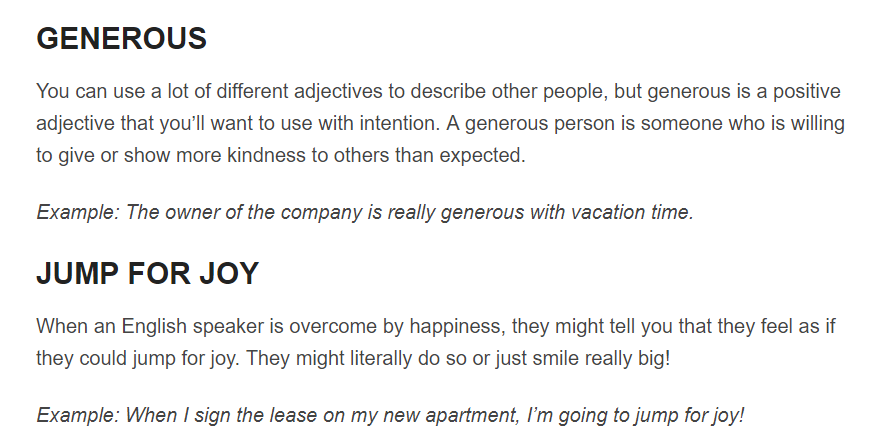 GENEROUS
You can use a lot of different adjectives to describe other people, but generous is a positive
adjective that you’ll want to use with intention. A generous person is someone who is willing
to give or show more kindness to others than expected.
Example: The owner of the company is really generous with vacation time.
JUMP FOR JOY
When an English speaker is overcome by happiness, they might tell you that they feel as if
they could jump for joy. They might literally do so or just smile really big!
Example: When I sign the lease on my new apartment, I’m going to jump for joy!